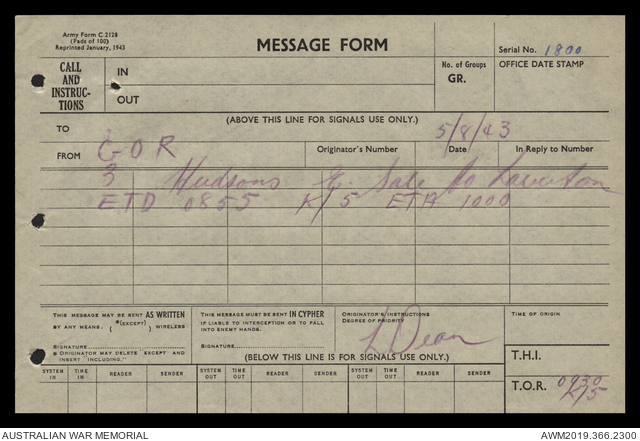 Army Form C.2128
(Pads of 100)
Reprinted January, 1943
MESSAGE FORM
Serial No. 1800
CALL
AND
INSTRUC-
TIONS
IN
OUT
No. of Groups
GR.
OFFICE DATE STAMP
(ABOVE THIS LINE FOR SIGNALS USE ONLY.)
TO
FROM
G O R
Originator's Number
5/8/43
Date
In Reply to Number
3 Hudsons Sale to Laverton
ETD 0855 K/5 ETA 1000
THIS MESSAGE MAY BE SENT AS WRITTEN
BY ANY MEANS. { *(EXCEPT) } WIRELESS
SIGNATURE
* ORIGINATOR MAY DELETE EXCEPT AND
INSERT "INCLUDING."
THIS MESSAGE MUST BE SENT IN CYPHER
IF LIABLE TO INTERCEPTION OR TO FALL
INTO ENEMY HANDS.
SIGNATURE
ORIGINATOR'S INSTRUCTIONS
DEGREE OF PRIORITY
L Dean
TIME OF ORIGIN
(BELOW THIS LINE IS FOR SIGNALS USE ONLY.)
T.H.I.
SYSTEM IN
TIME IN
READER
SENDER
SYSTEM OUT
TIME OUT
READER
SENDER
SYSTEM OUT
TIME OUT
READER
SENDER
T.O.R. 0930
K/5
AUSTRALIAN WAR MEMORIAL
AWM2019.366.2300